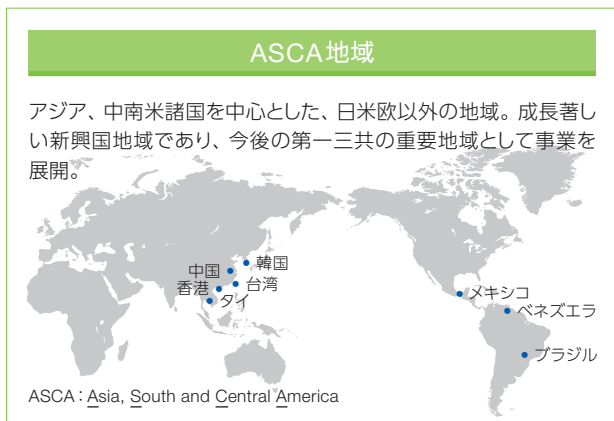 ASCA地域
アジア、中南米諸国を中心とした、日米欧以外の地域。成長著し
い新興国地域であり、今後の第一三共の重要地域として事業を
展開。
韓国
中国
台湾
香港
タイ
メキシコ
ベネズエラ
ブラジル
ASCA：Asia, South and Central America